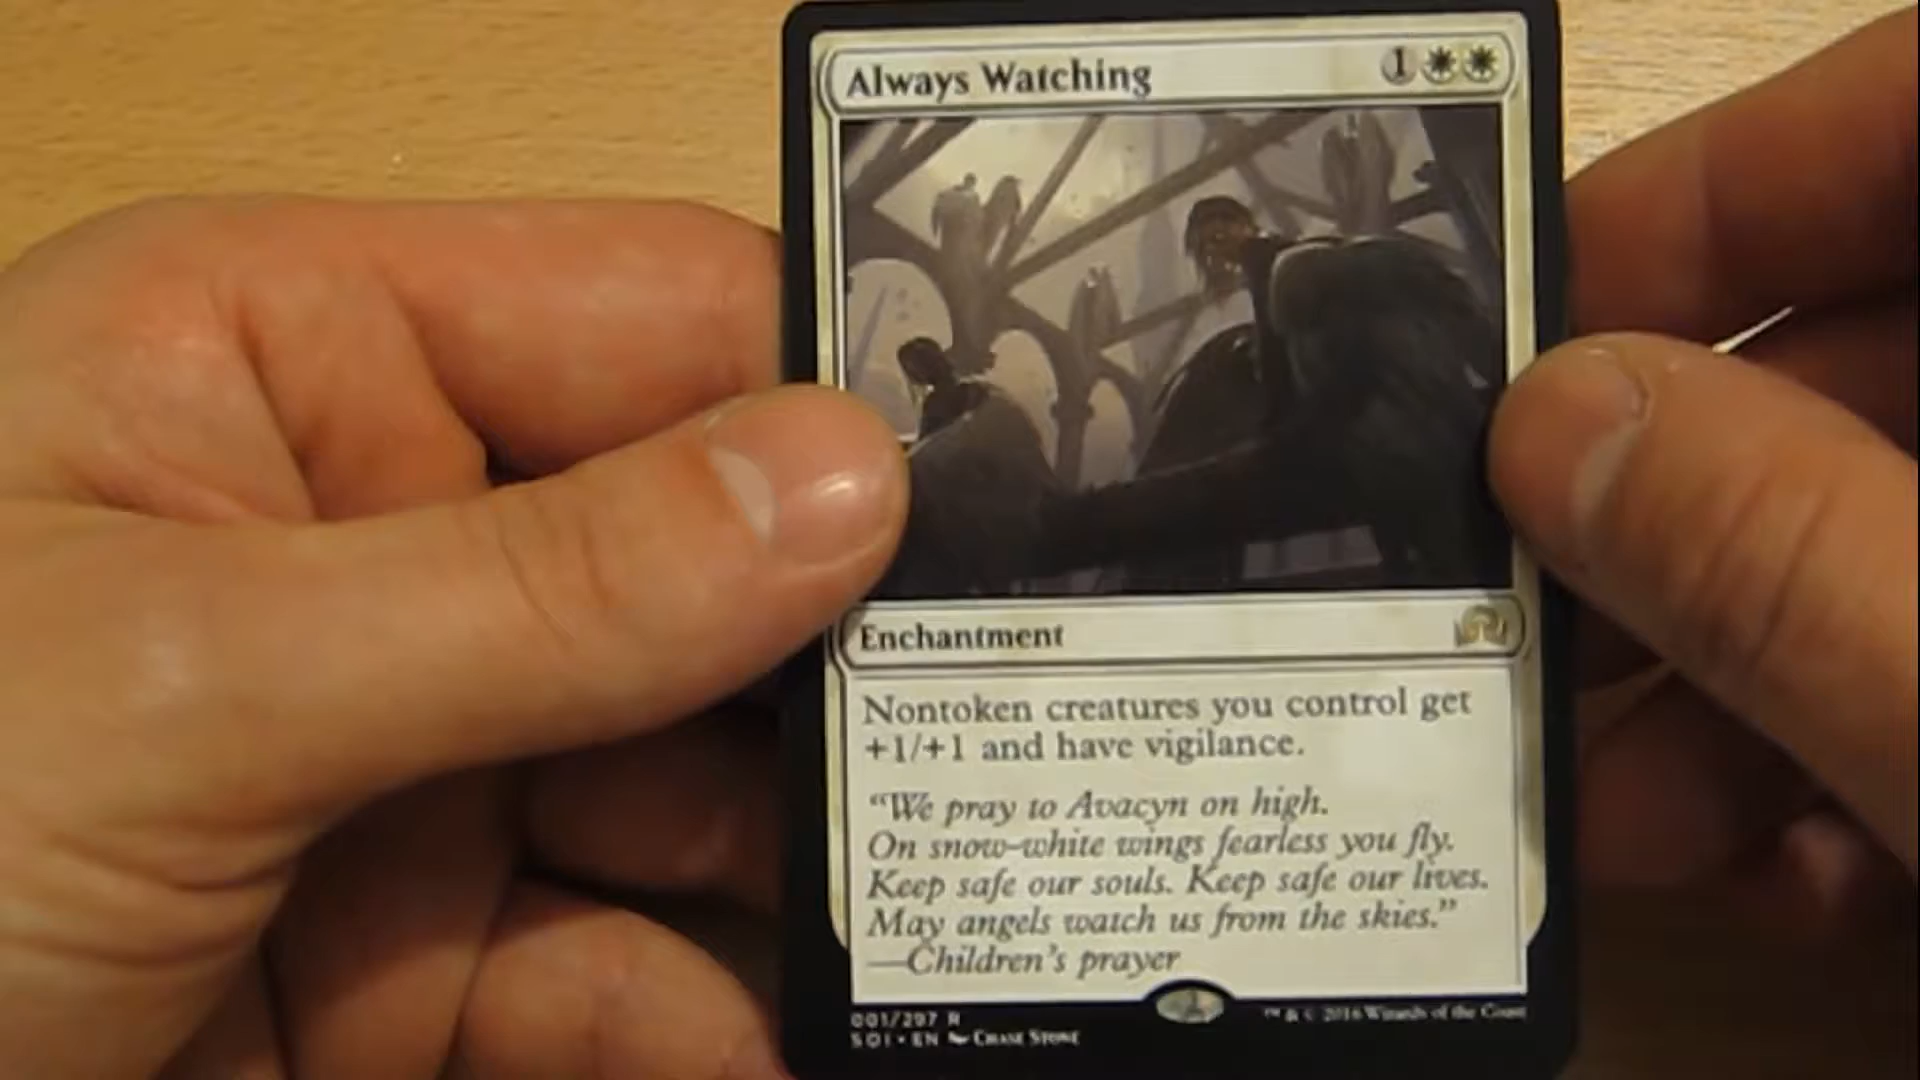 Always Watching 1
Enchantment
Nontoken creatures you control get
+1/+1 and have vigilance.
“We pray to Avacyn on high.
On snow-white wings fearless you fly.
Keep safe our souls. Keep safe our lives.
May angels watch us from the skies.”
—Children’s prayer
001/297 R
SOI • EN Chase Stone
™ & © 2016 Wizards of the Coast